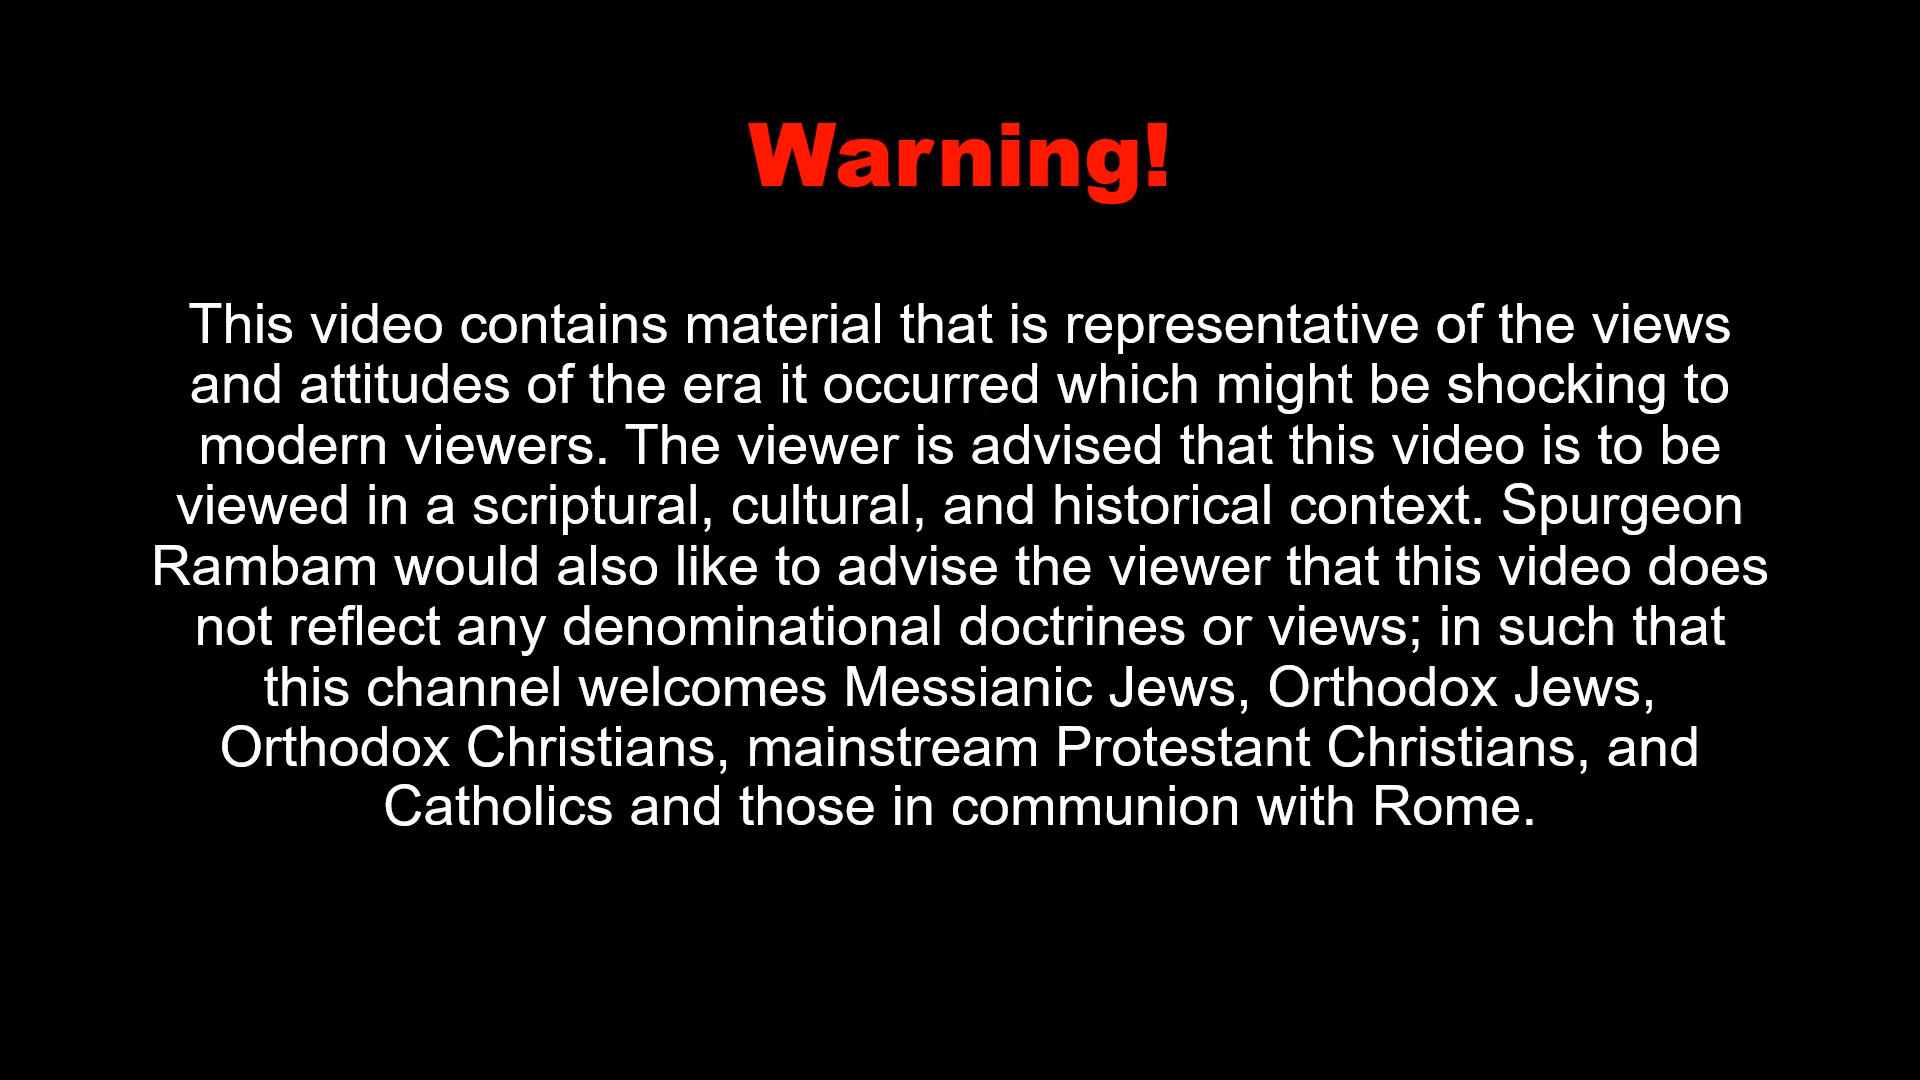 Warning!
This video contains material that is representative of the views
and attitudes of the era it occurred which might be shocking to
modern viewers. The viewer is advised that this video is to be
viewed in a scriptural, cultural, and historical context. Spurgeon
Rambam would also like to advise the viewer that this video does
not reflect any denominational doctrines or views; in such that
this channel welcomes Messianic Jews, Orthodox Jews,
Orthodox Christians, mainstream Protestant Christians, and
Catholics and those in communion with Rome.